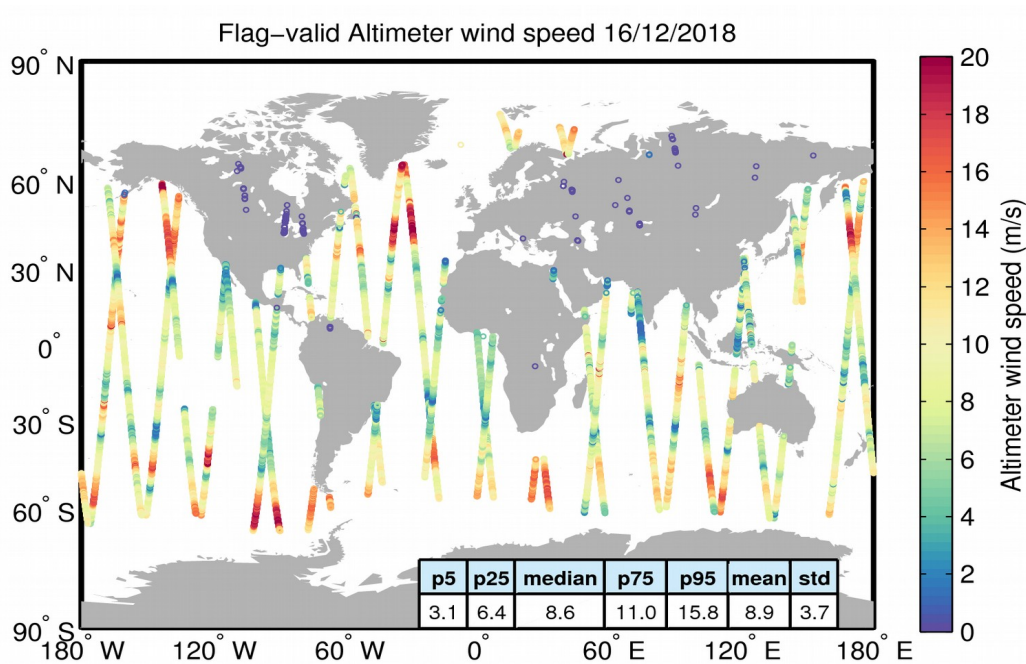 Flag−valid Altimeter wind speed 16/12/2018
90° N
60° N
30° N
0°
30° S
60° S
90° S
180° W
120° W
60° W
0°
60° E
120° E
180° E
p5 p25 median p75 p95 mean std
3.1 6.4 8.6 11.0 15.8 8.9 3.7
20
18
16
14
12
10
8
6
4
2
0
Altimeter wind speed (m/s)